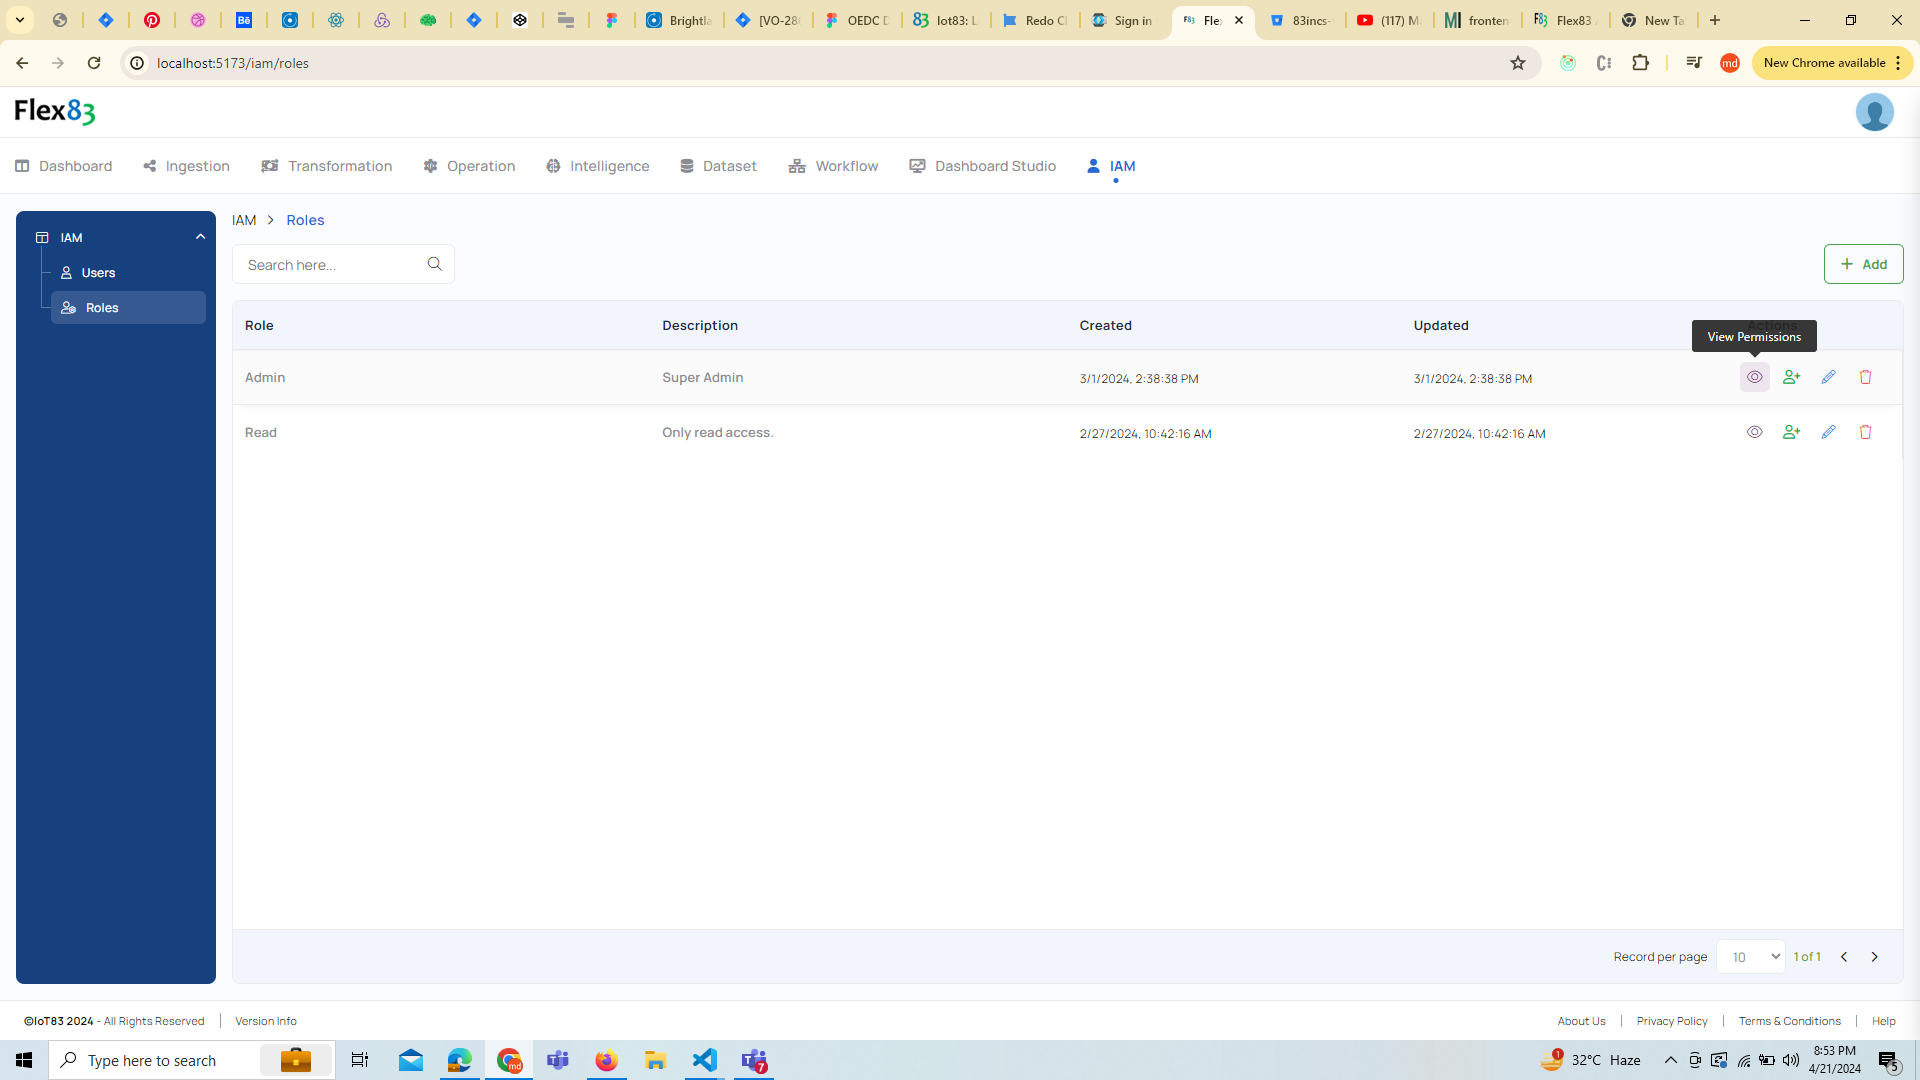 Brightla
[VO-286
OEDC D
Iot83: L
Redo Cl
Sign in
Fle
83incs-
(117) M
fronten
Flex83
New Ta
localhost:5173/iam/roles
md
New Chrome available
Flex83
Dashboard
Ingestion
Transformation
Operation
Intelligence
Dataset
Workflow
Dashboard Studio
IAM
IAM
Users
Roles
IAM > Roles
Search here...
+ Add
Role Description Created Updated Actions
View Permissions
Admin Super Admin 3/1/2024, 2:38:38 PM 3/1/2024, 2:38:38 PM
Read Only read access. 2/27/2024, 10:42:16 AM 2/27/2024, 10:42:16 AM
Record per page 10 1 of 1
©IoT83 2024 - All Rights Reserved | Version Info
About Us | Privacy Policy | Terms & Conditions | Help
Type here to search
32°C Haze
8:53 PM
4/21/2024